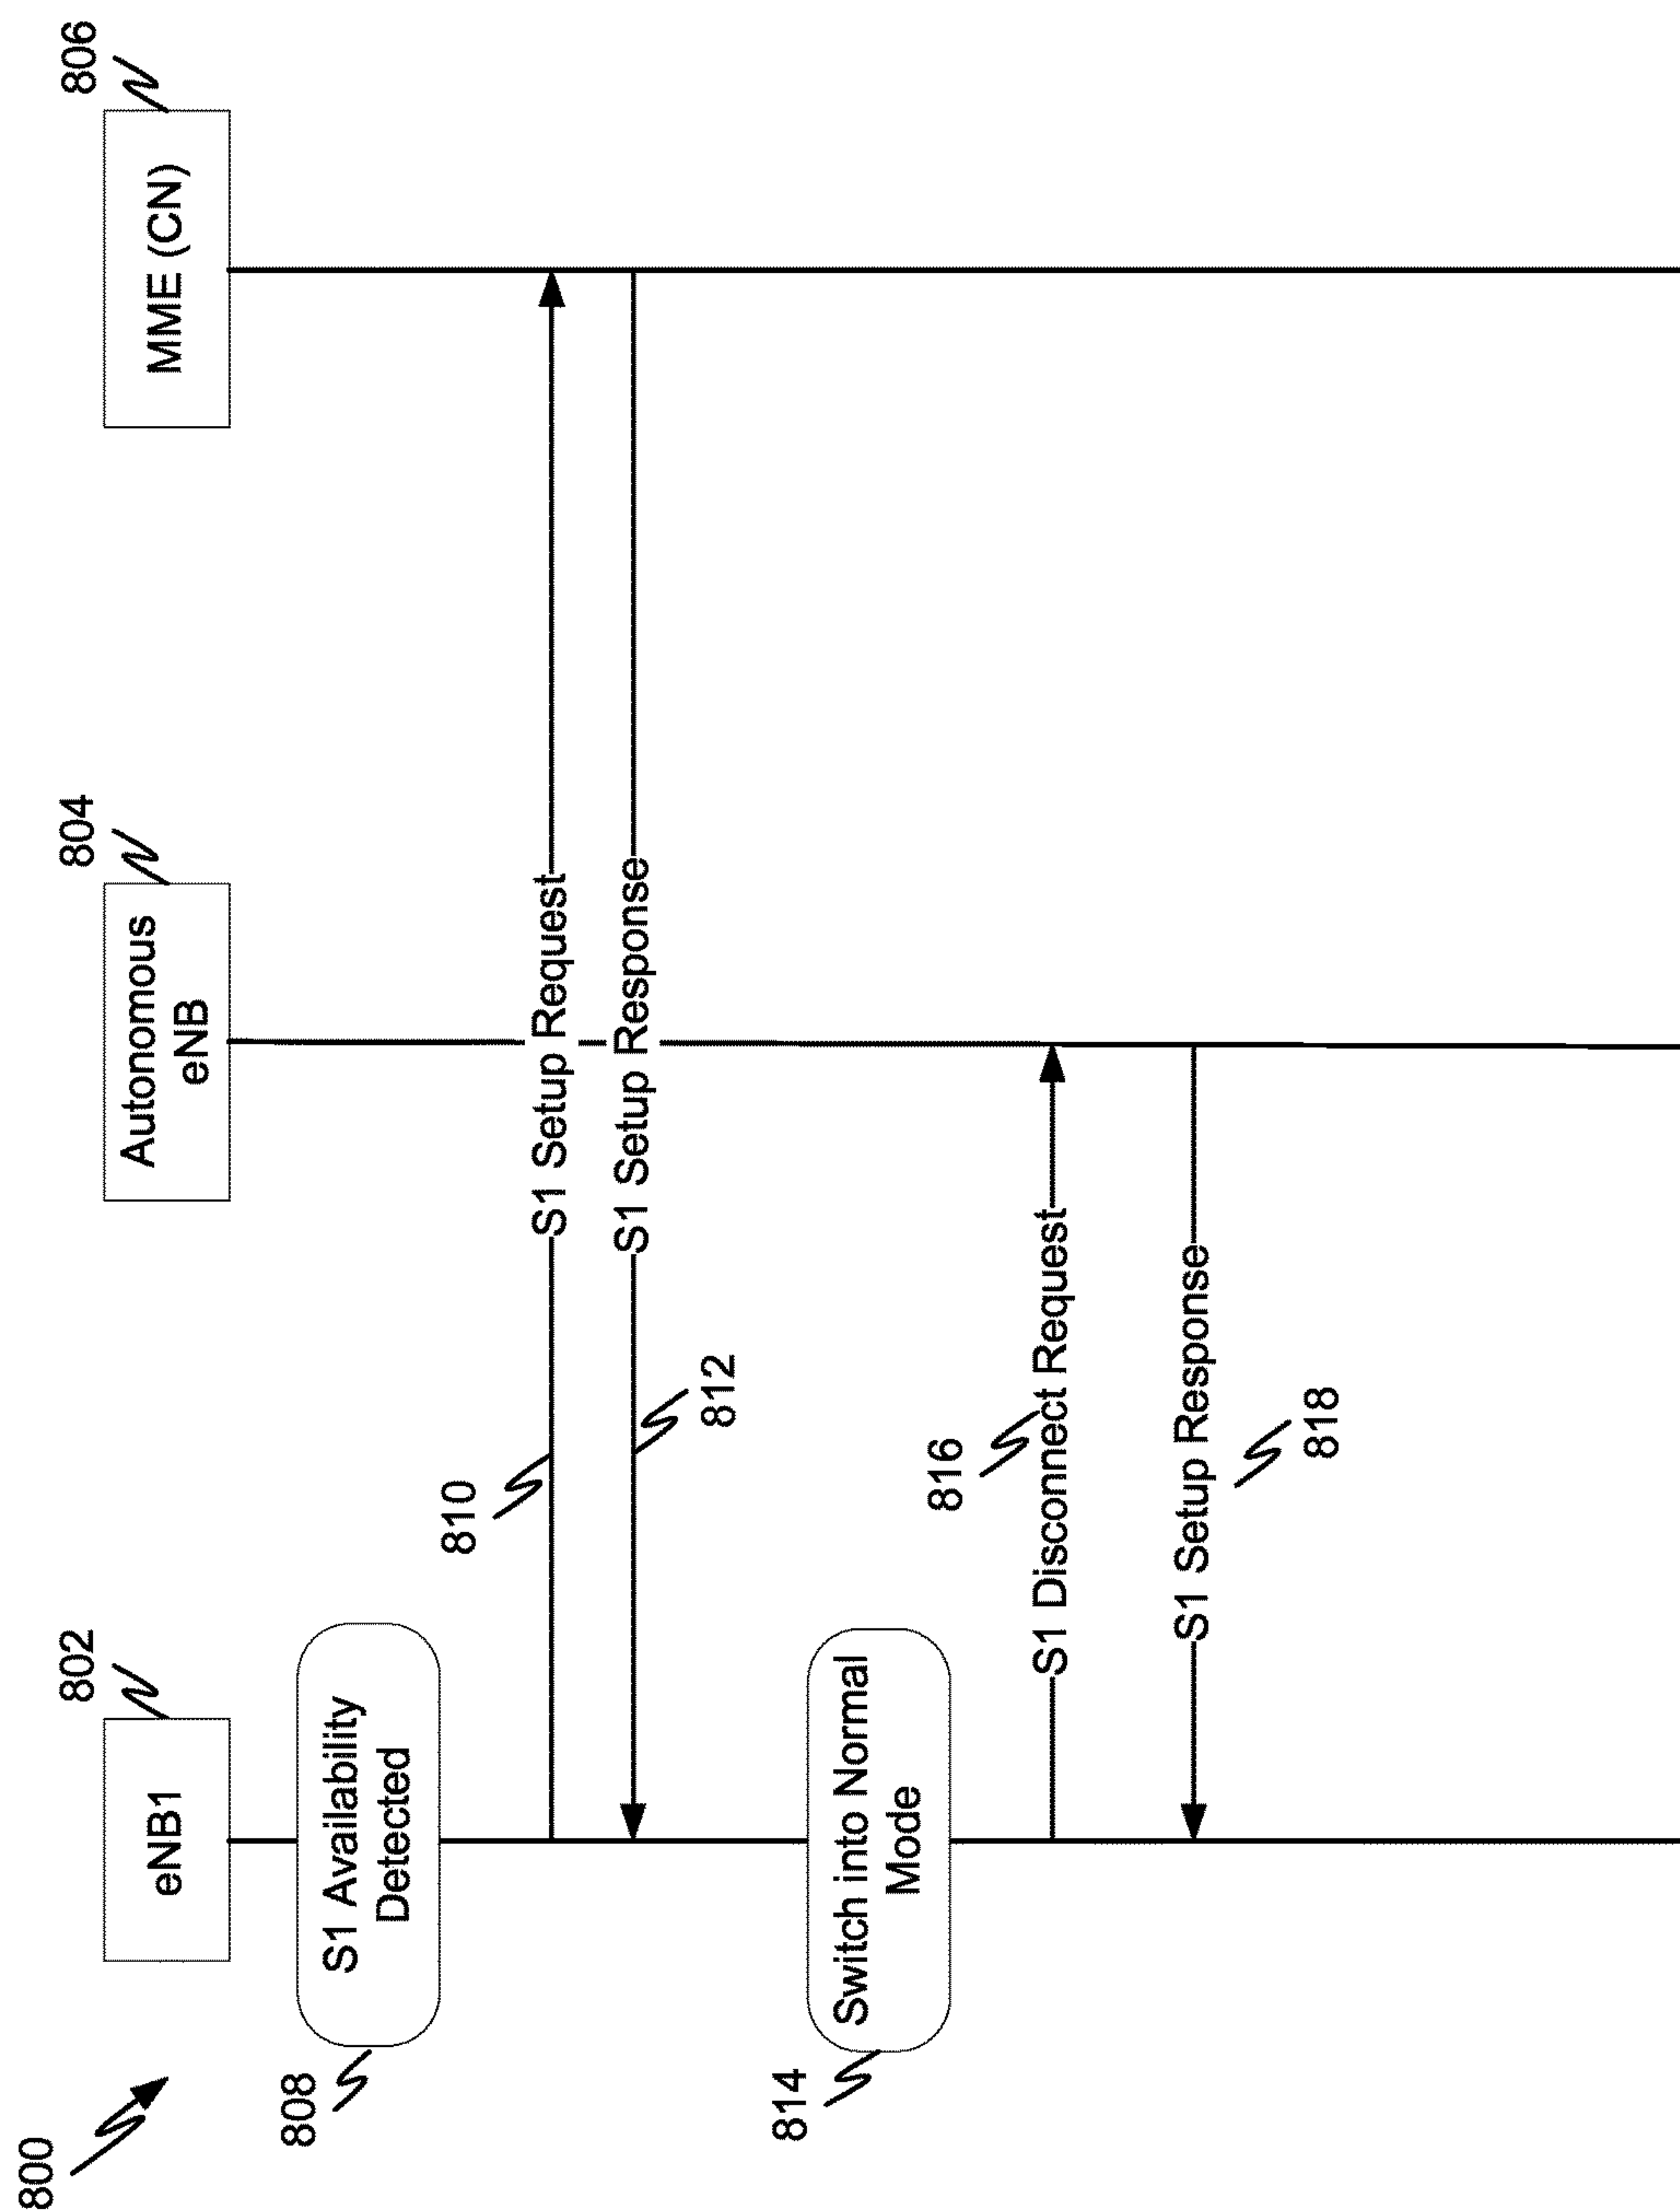 800
802
eNB1
804
Autonomous
eNB
806
MME (CN)
808
S1 Availability
Detected
810
S1 Setup Request
S1 Setup Response
812
814
Switch into Normal
Mode
816
S1 Disconnect Request
S1 Setup Response
818